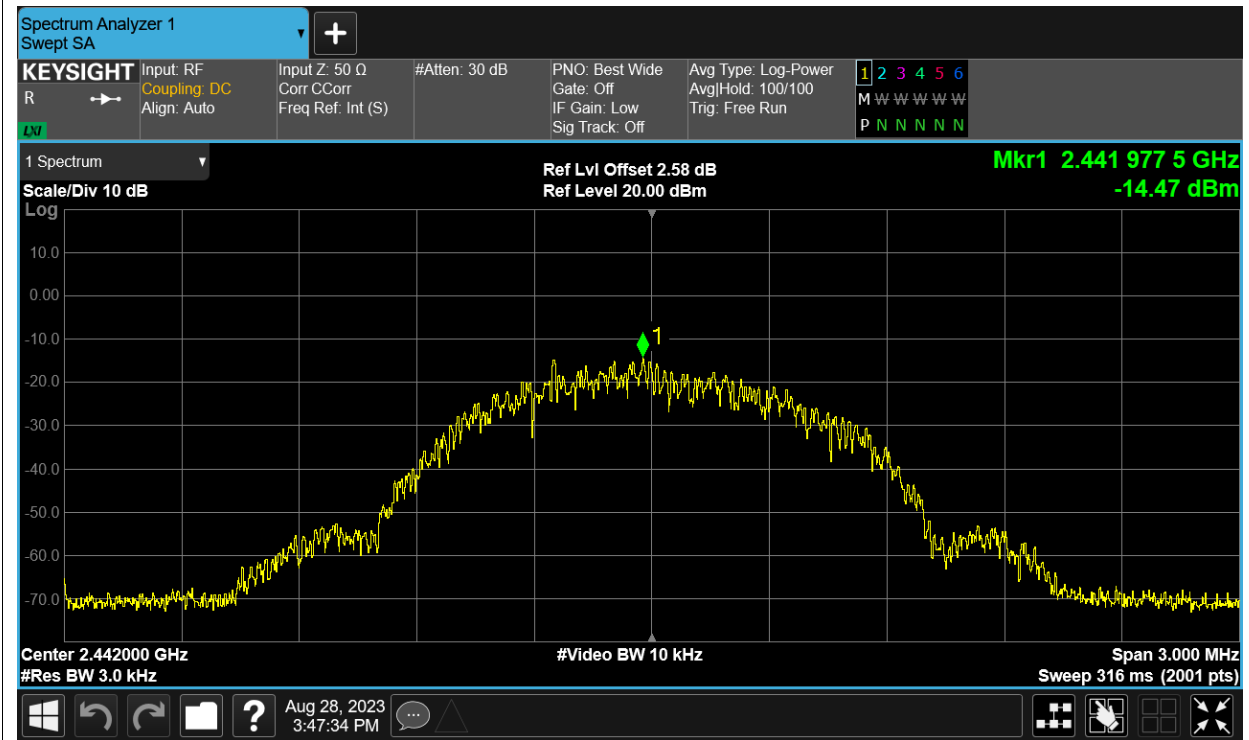 Spectrum Analyzer 1
Swept SA
+
KEYSIGHT
R
LXI
Input: RF
Coupling: DC
Align: Auto
Input Z: 50 Ω
Corr CCorr
Freq Ref: Int (S)
#Atten: 30 dB
PNO: Best Wide
Gate: Off
IF Gain: Low
Sig Track: Off
Avg Type: Log-Power
Avg|Hold: 100/100
Trig: Free Run
1 2 3 4 5 6
M W W W W W
P N N N N N
1 Spectrum
Scale/Div 10 dB
Log
Ref Lvl Offset 2.58 dB
Ref Level 20.00 dBm
Mkr1 2.441 977 5 GHz
-14.47 dBm
10.0
0.00
-10.0
-20.0
-30.0
-40.0
-50.0
-60.0
-70.0
1
Center 2.442000 GHz
#Res BW 3.0 kHz
#Video BW 10 kHz
Span 3.000 MHz
Sweep 316 ms (2001 pts)
?
Aug 28, 2023
3:47:34 PM